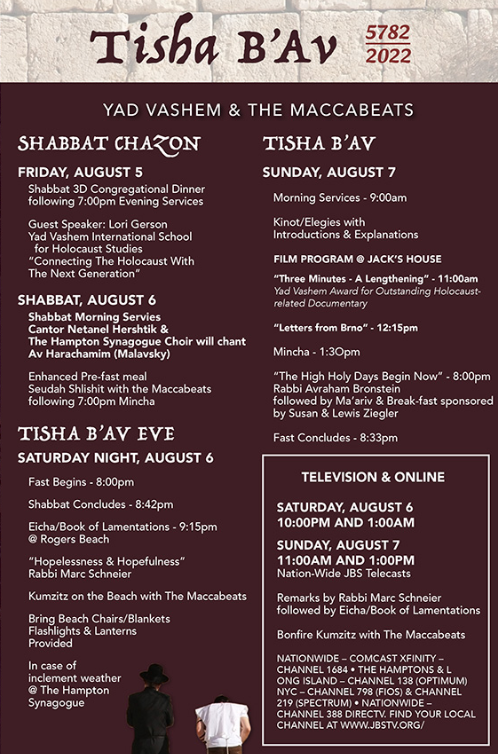 Tisha B'Av
5782
2022
YAD VASHEM & THE MACCABEATS
SHABBAT CHAZON
FRIDAY, AUGUST 5
Shabbat 3D Congregational Dinner
following 7:00pm Evening Services
Guest Speaker: Lori Gerson
Yad Vashem International School
for Holocaust Studies
"Connecting The Holocaust With
The Next Generation"
SHABBAT, AUGUST 6
Shabbat Morning Servies
Cantor Netanel Hershtik &
The Hampton Synagogue Choir will chant
Av Harachamim (Malavsky)
Enhanced Pre-fast meal
Seudah Shlishit with the Maccabeats
following 7:00pm Mincha
TISHA B'AV EVE
SATURDAY NIGHT, AUGUST 6
Fast Begins - 8:00pm
Shabbat Concludes - 8:42pm
Eicha/Book of Lamentations - 9:15pm
@ Rogers Beach
"Hopelessness & Hopefulness"
Rabbi Marc Schneier
Kumzitz on the Beach with The Maccabeats
Bring Beach Chairs/Blankets
Flashlights & Lanterns
Provided
In case of
inclement weather
@ The Hampton
Synagogue
TISHA B'AV
SUNDAY, AUGUST 7
Morning Services - 9:00am
Kinot/Elegies with
Introductions & Explanations
FILM PROGRAM @ JACK'S HOUSE
"Three Minutes - A Lengthening" - 11:00am
Yad Vashem Award for Outstanding Holocaust-
related Documentary
"Letters from Brno" - 12:15pm
Mincha - 1:3Opm
"The High Holy Days Begin Now" - 8:00pm
Rabbi Avraham Bronstein
followed by Ma'ariv & Break-fast sponsored
by Susan & Lewis Ziegler
Fast Concludes - 8:33pm
TELEVISION & ONLINE
SATURDAY, AUGUST 6
10:00PM AND 1:00AM
SUNDAY, AUGUST 7
11:00AM AND 1:00PM
Nation-Wide JBS Telecasts
Remarks by Rabbi Marc Schneier
followed by Eicha/Book of Lamentations
Bonfire Kumzitz with The Maccabeats
NATIONWIDE – COMCAST XFINITY –
CHANNEL 1684 • THE HAMPTONS & L
ONG ISLAND – CHANNEL 138 (OPTIMUM)
NYC – CHANNEL 798 (FIOS) & CHANNEL
219 (SPECTRUM) • NATIONWIDE –
CHANNEL 388 DIRECTV. FIND YOUR LOCAL
CHANNEL AT WWW.JBSTV.ORG/